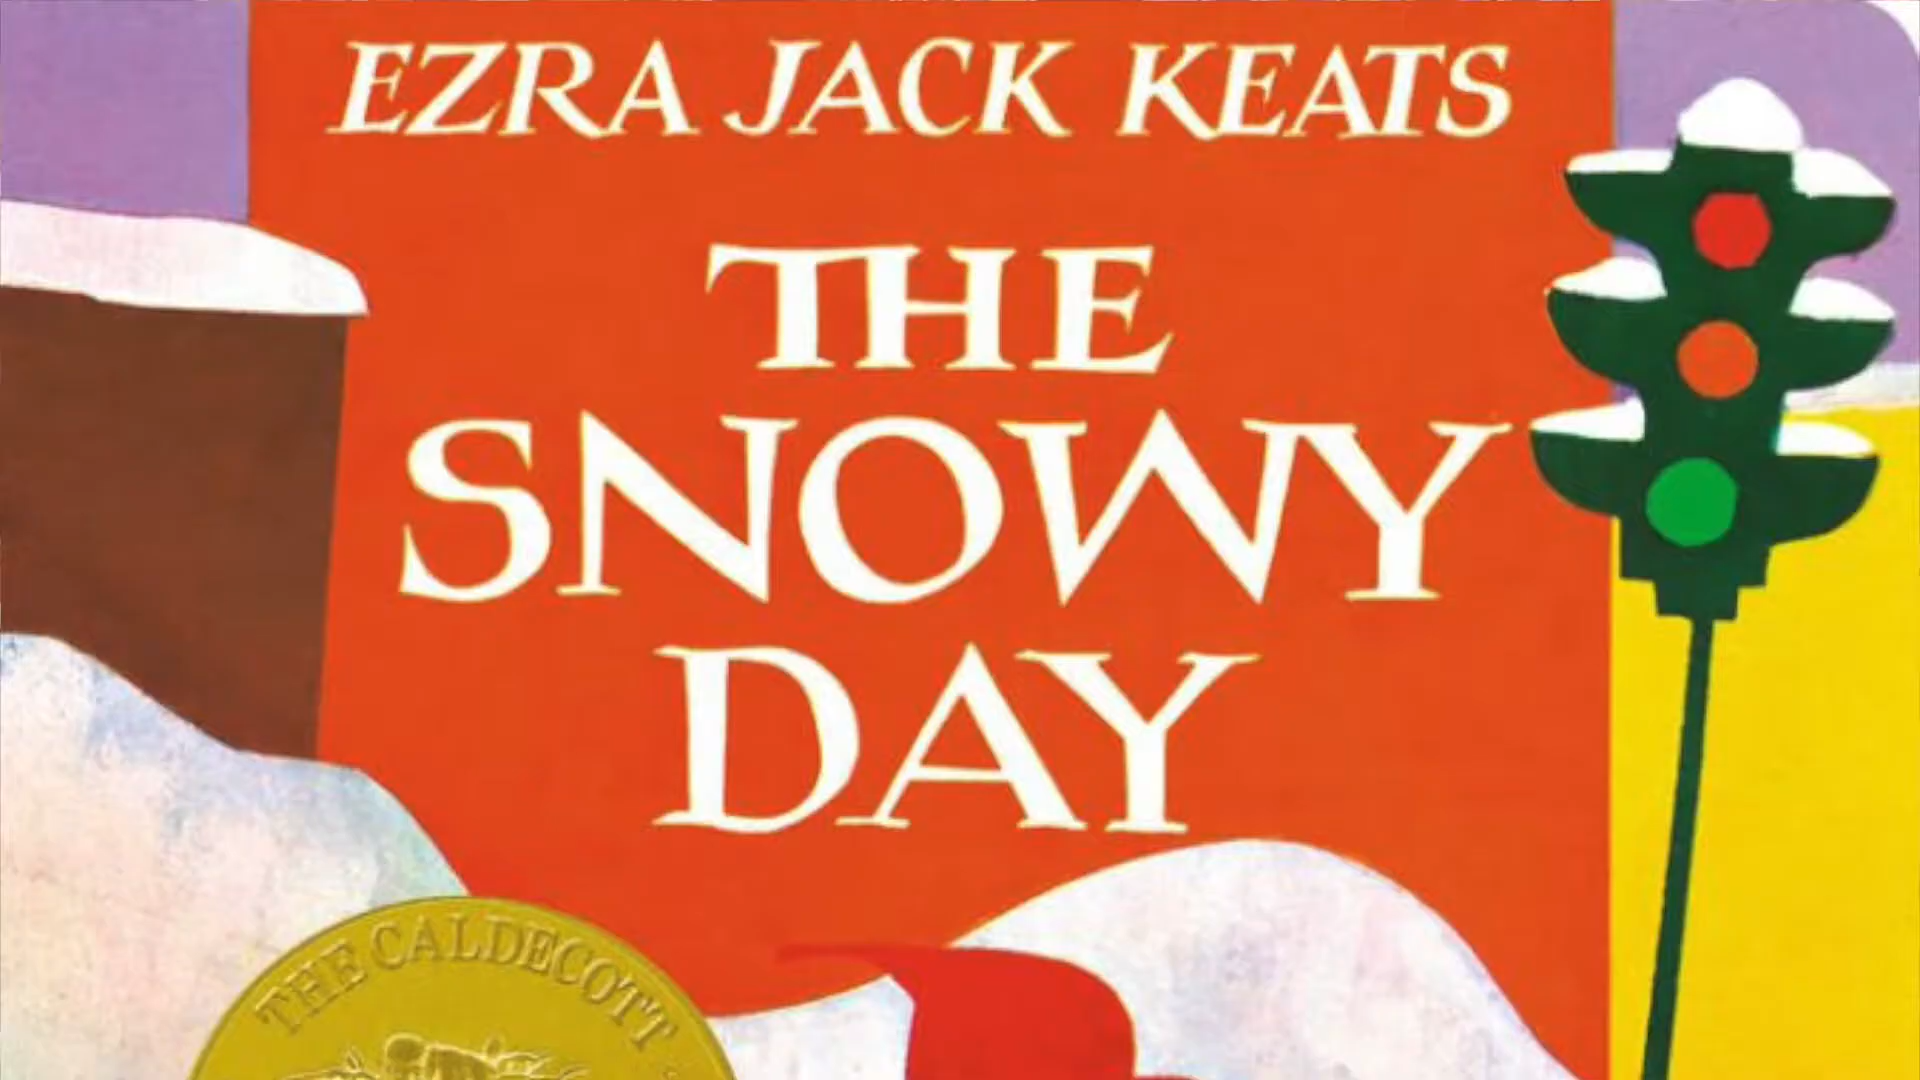 EZRA JACK KEATS
THE
SNOWY
DAY
THE CALDECOTT